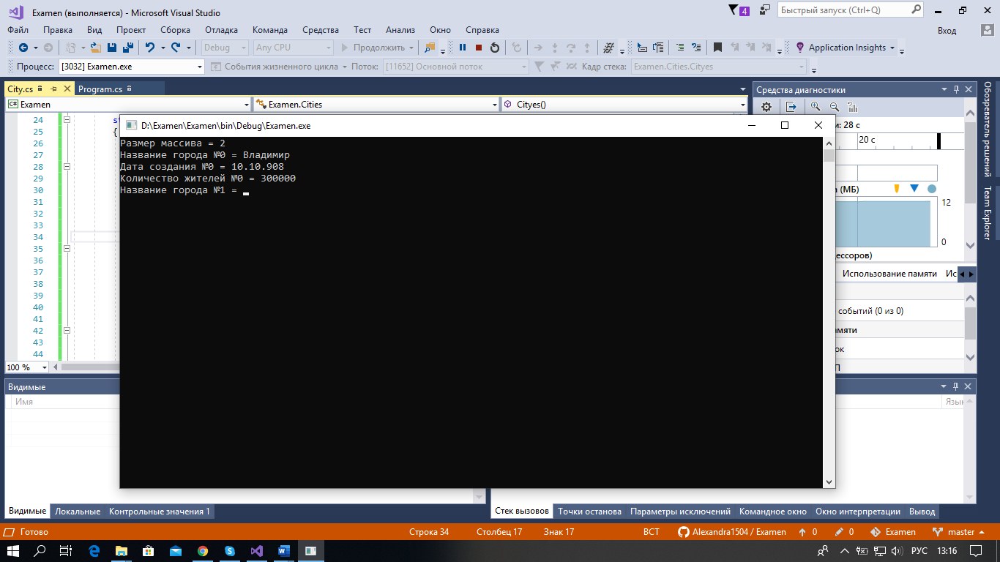 Examen (выполняется) - Microsoft Visual Studio
4
Быстрый запуск (Ctrl+Q)
Файл Правка Вид Проект Сборка Отладка Команда Средства Тест Анализ Окно Справка
Вход
Debug Any CPU Продолжить Application Insights
Процесс: [3032] Examen.exe События жизненного цикла Поток: [11652] Основной поток Кадр стека: Examen.Cities.Cityes
City.cs Program.cs
C# Examen Examen.Cities Cityes()
Средства диагностики
Обозреватель решений
Team Explorer
24
25 {
26
27
28
29
30
31
32
33
34
35
36
37
38
39
40
41
42
43
44
D:\Examen\Examen\bin\Debug\Examen.exe
Размер массива = 2
Название города №0 = Владимир
Дата создания №0 = 10.10.908
Количество жителей №0 = 300000
Название города №1 =
28 с
20 с
(МБ)
12
0
Использование памяти Ис
событий (0 из 0)
100 %
Видимые
Имя
Язык
Видимые Локальные Контрольные значения 1
Стек вызовов Точки останова Параметры исключений Командное окно Окно интерпретации Вывод
Готово Строка 34 Столбец 17 Знак 17 ВСТ Alexandra1504 / Examen 0 0 Examen master
РУС 13:16